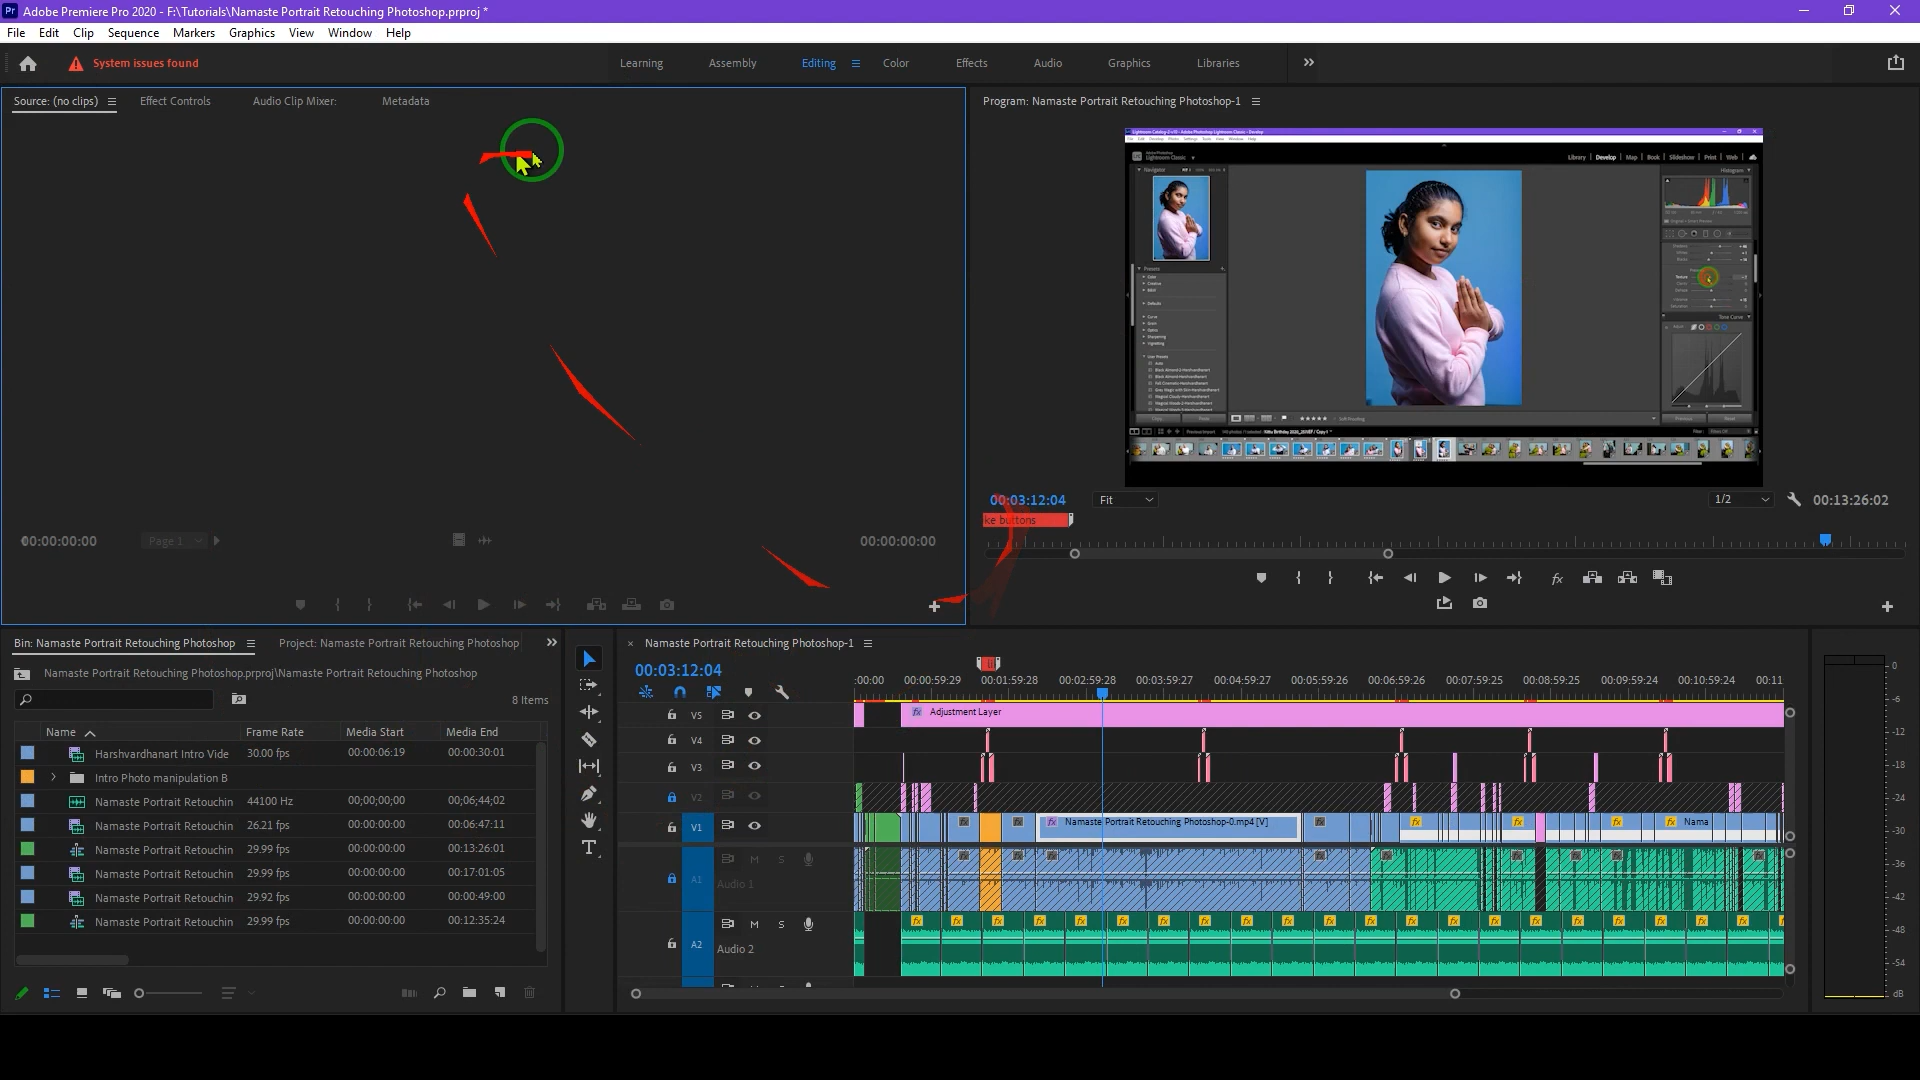 Adobe Premiere Pro 2020 - F:\Tutorials\Namaste Portrait Retouching Photoshop.prproj *
File Edit Clip Sequence Markers Graphics View Window Help
System issues found
Learning Assembly Editing Color Effects Audio Graphics Libraries
Source: (no clips) Effect Controls Audio Clip Mixer: Metadata
Program: Namaste Portrait Retouching Photoshop-1
Library Develop Map Book Slideshow Print Web
00:03:12:04 Fit 1/2 00:13:26:02
ke buttons
00:00:00:00 Page 1 00:00:00:00
Bin: Namaste Portrait Retouching Photoshop Project: Namaste Portrait Retouching Photoshop
Namaste Portrait Retouching Photoshop.prproj\Namaste Portrait Retouching Photoshop
8 Items
Name Frame Rate Media Start Media End
Harshvardhanart Intro Vide 30.00 fps 00:00:06:19 00:00:30:01
Intro Photo manipulation B
Namaste Portrait Retouchin 44100 Hz 00;00;00;00 00;06;44;02
Namaste Portrait Retouchin 26.21 fps 00:00:00:00 00:06:47:11
Namaste Portrait Retouchin 29.99 fps 00:00:00:00 00:13:26:01
Namaste Portrait Retouchin 29.99 fps 00:00:00:00 00:17:01:05
Namaste Portrait Retouchin 29.92 fps 00:00:00:00 00:00:49:00
Namaste Portrait Retouchin 29.99 fps 00:00:00:00 00:12:35:24
Namaste Portrait Retouching Photoshop-1
00:03:12:04
:00:00 00:00:59:29 00:01:59:28 00:02:59:28 00:03:59:27 00:04:59:27 00:05:59:26 00:06:59:26 00:07:59:25 00:08:59:25 00:09:59:24 00:10:59:24 00:11
V5 fx Adjustment Layer
V4
V3
V2
V1 fx Namaste Portrait Retouching Photoshop-0.mp4 [V] fx Nama
A1 M S
Audio 1
A2 M S
Audio 2
0
-6
-12
-18
-24
-30
-36
-42
-48
-54
dB